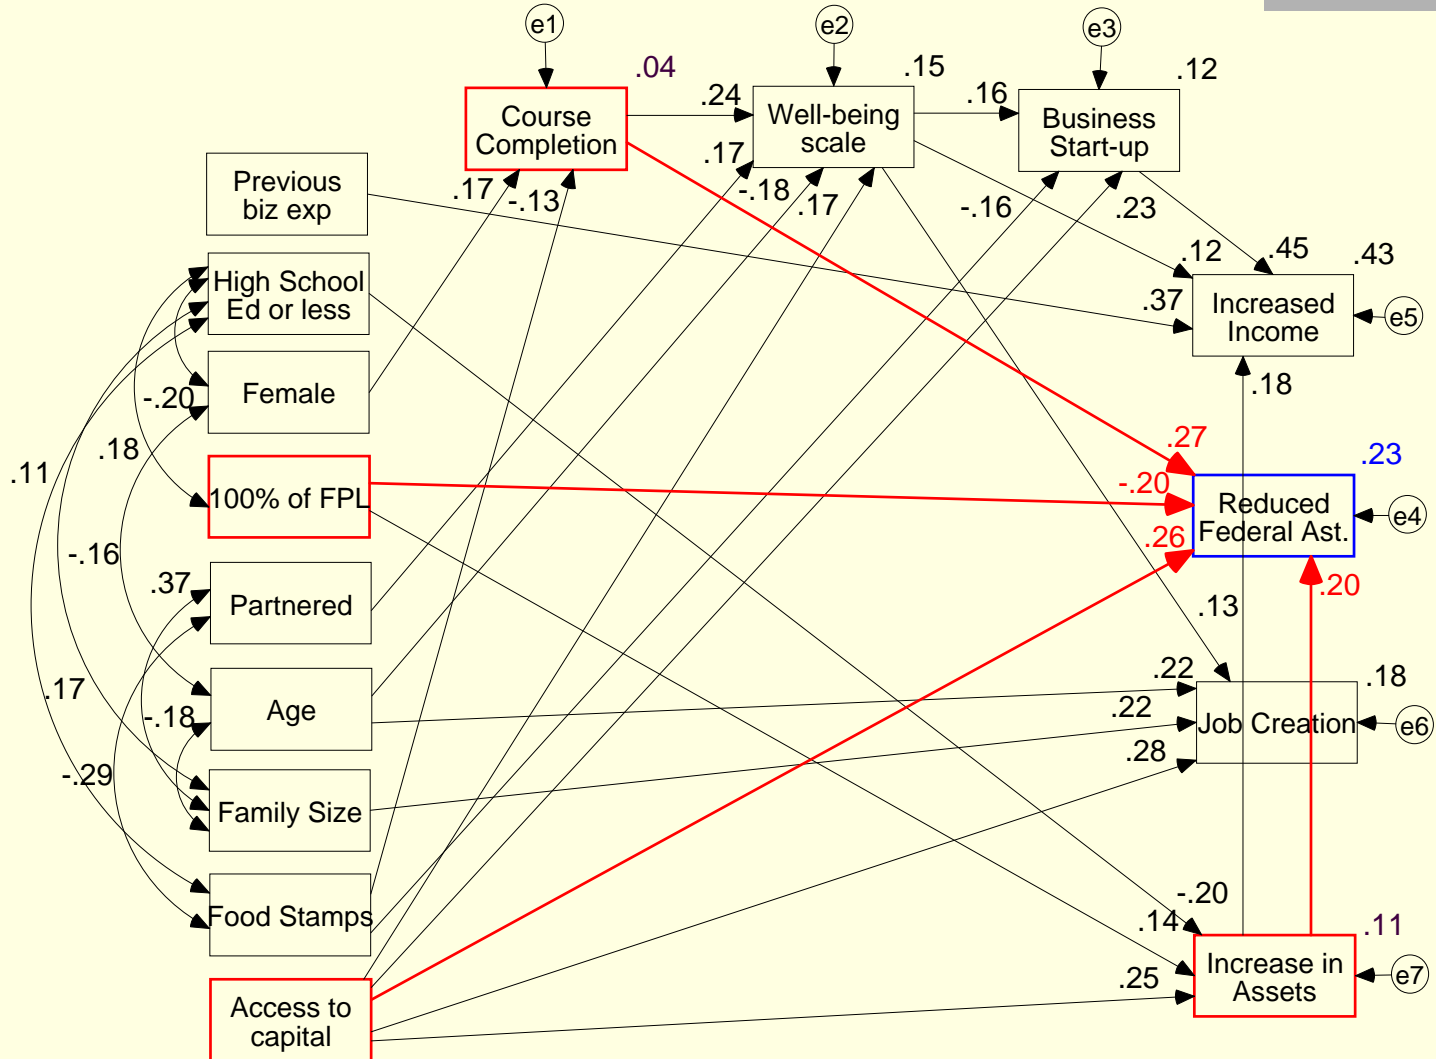 e1
e2
e3
.04
.15
.12
Course
Completion
.24
Well-being
scale
.16
Business
Start-up
Previous
biz exp
.17
-.13
.17
-.18
.17
-.16
.23
High School
Ed or less
.12
.45
.43
.37
Increased
Income
e5
-.20
Female
.18
.18
.11
100% of FPL
.27
-.20
.23
Reduced
Federal Ast.
e4
.26
-.16
.37
Partnered
.20
.13
.17
-.18
Age
.22
.22
.18
Job Creation
e6
.28
-.29
Family Size
Food Stamps
-.20
.14
.11
Increase in
Assets
e7
.25
Access to
capital